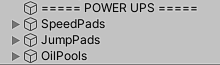 ===== POWER UPS =====
SpeedPads
JumpPads
OilPools